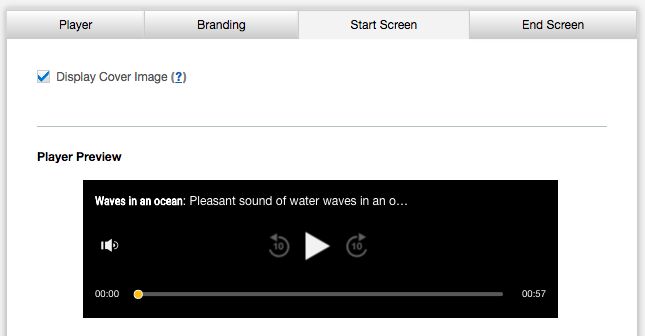 Player Branding Start Screen End Screen
Display Cover Image (?)
Player Preview
Waves in an ocean: Pleasant sound of water waves in an o…
10 10
00:00 00:57